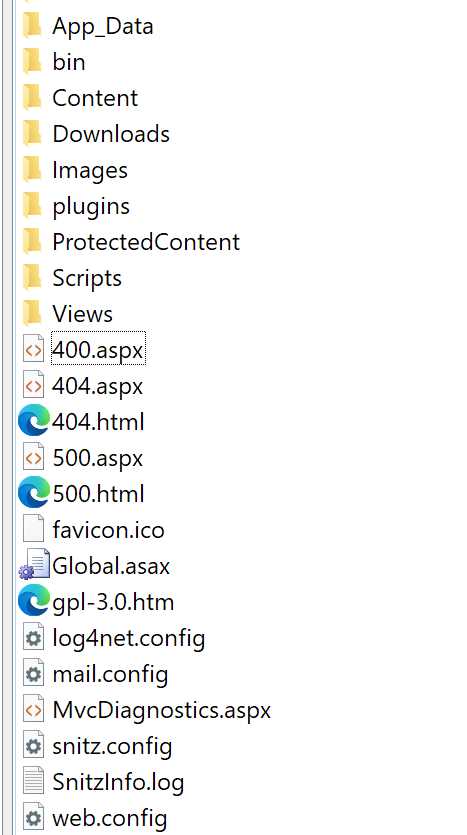 App_Data
bin
Content
Downloads
Images
plugins
ProtectedContent
Scripts
Views
400.aspx
404.aspx
404.html
500.aspx
500.html
favicon.ico
Global.asax
gpl-3.0.htm
log4net.config
mail.config
MvcDiagnostics.aspx
snitz.config
SnitzInfo.log
web.config